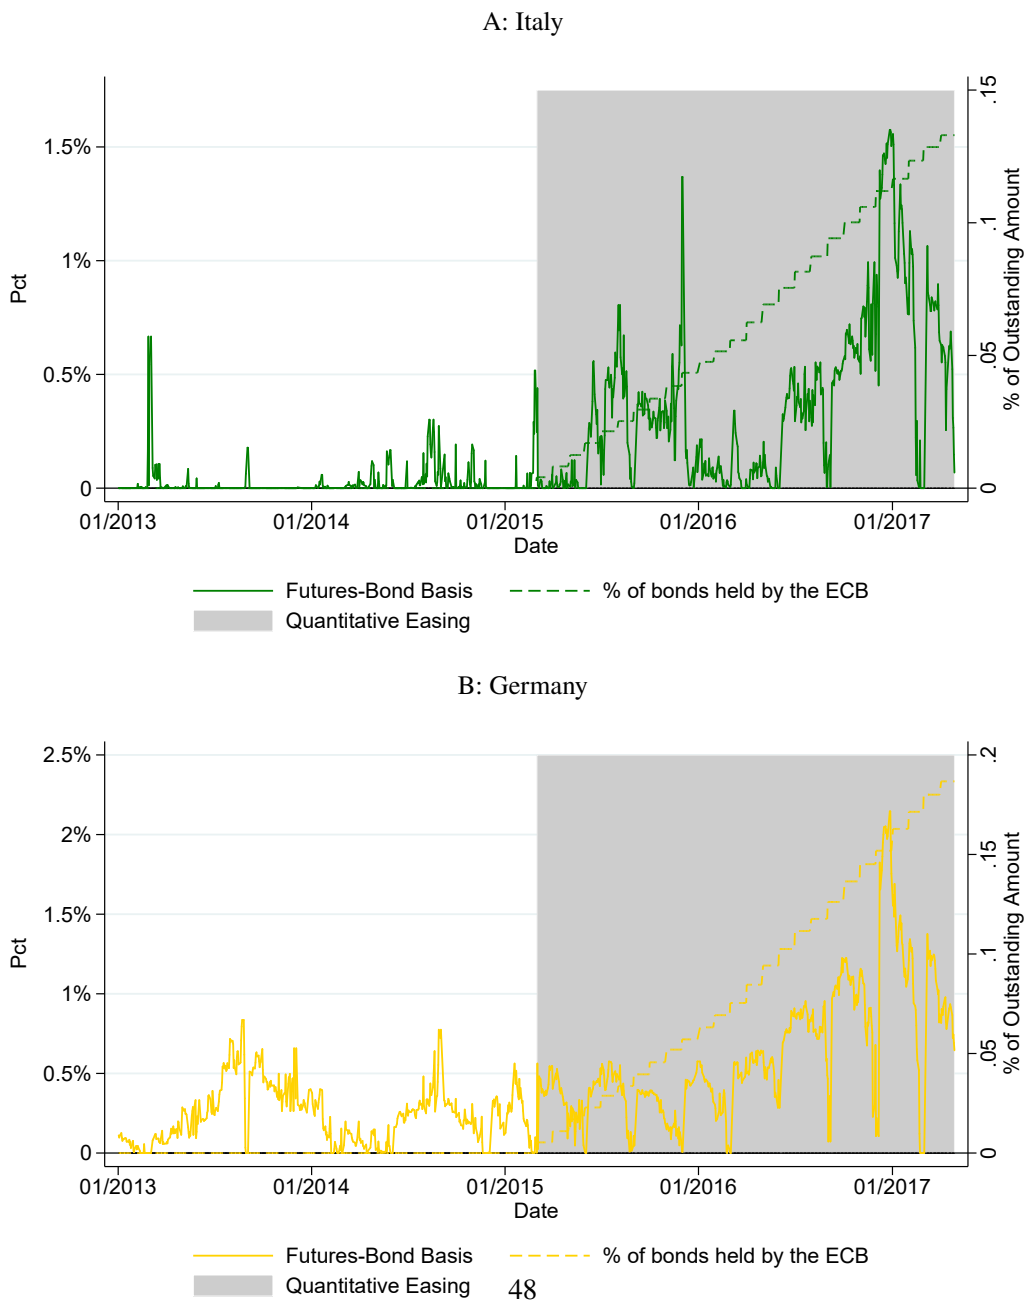 A: Italy
1.5%
1%
0.5%
0
Pct
.15
.1
.05
0
% of Outstanding Amount
01/2013 01/2014 01/2015 01/2016 01/2017
Date
Futures-Bond Basis % of bonds held by the ECB
Quantitative Easing
B: Germany
2.5%
2%
1.5%
1%
0.5%
0
Pct
.2
.15
.1
.05
0
% of Outstanding Amount
01/2013 01/2014 01/2015 01/2016 01/2017
Date
Futures-Bond Basis % of bonds held by the ECB
Quantitative Easing
48